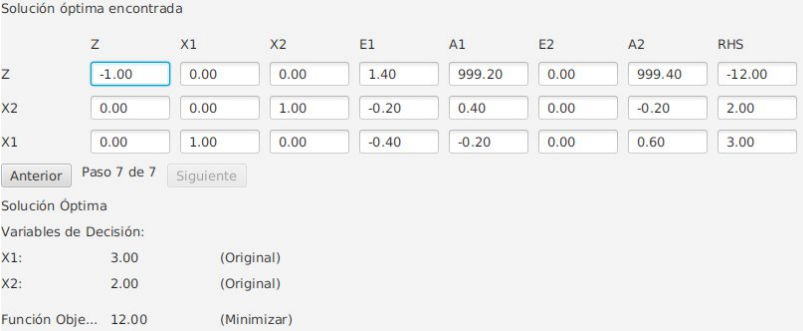 Solución óptima encontrada
Z X1 X2 E1 A1 E2 A2 RHS
Z -1.00 0.00 0.00 1.40 999.20 0.00 999.40 -12.00
X2 0.00 0.00 1.00 -0.20 0.40 0.00 -0.20 2.00
X1 0.00 1.00 0.00 -0.40 -0.20 0.00 0.60 3.00
Anterior Paso 7 de 7 Siguiente
Solución Óptima
Variables de Decisión:
X1: 3.00 (Original)
X2: 2.00 (Original)
Función Obje... 12.00 (Minimizar)